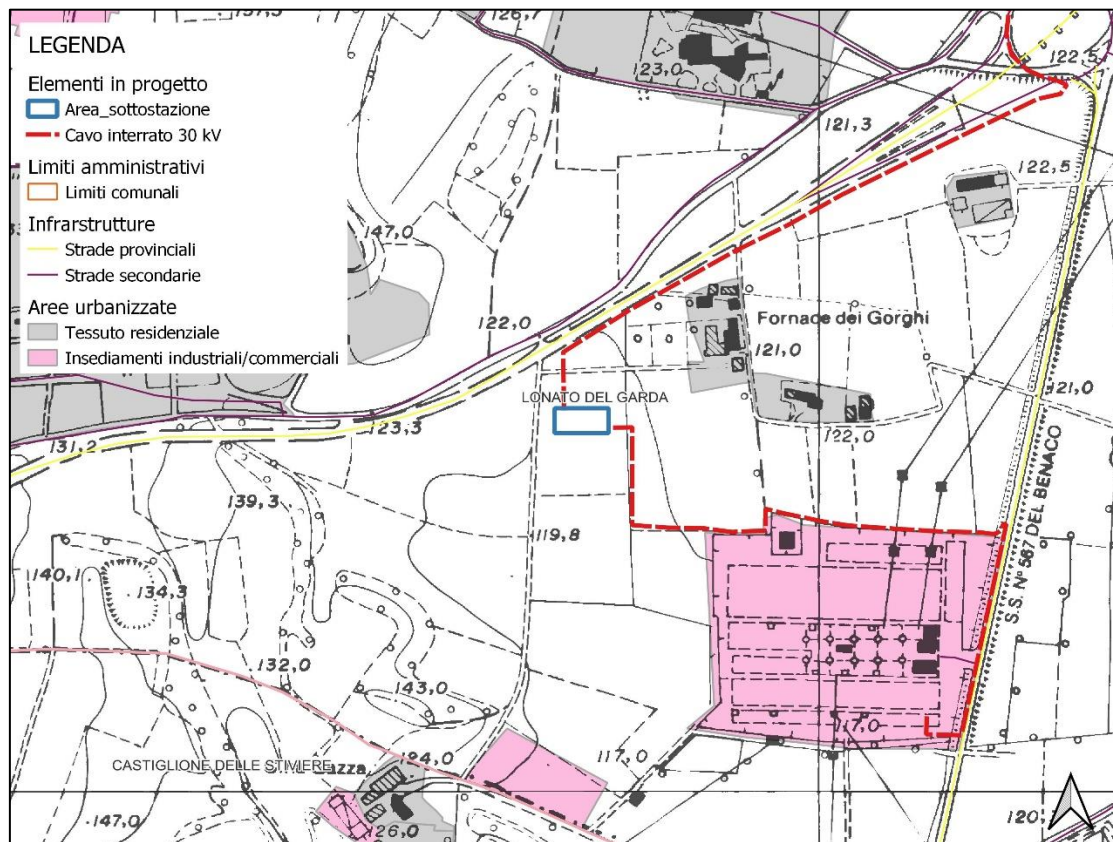 LEGENDA
Elementi in progetto
Area_sottostazione
Cavo interrato 30 kV
Limiti amministrativi
Limiti comunali
Infrarstrutture
Strade provinciali
Strade secondarie
Aree urbanizzate
Tessuto residenziale
Insediamenti industriali/commerciali
126,7
123,0
122,5
121,3
122,5
147,0
122,0
Fornace dei Gorghi
121,0
LONATO DEL GARDA
121,0
123,3
131,2
122,0
139,3
119,8
S.S. N° 567 DEL BENACO
140,1
134,3
132,0
143,0
117,0
117,0
CASTIGLIONE DELLE STIVIERE
126,0
147,0
120